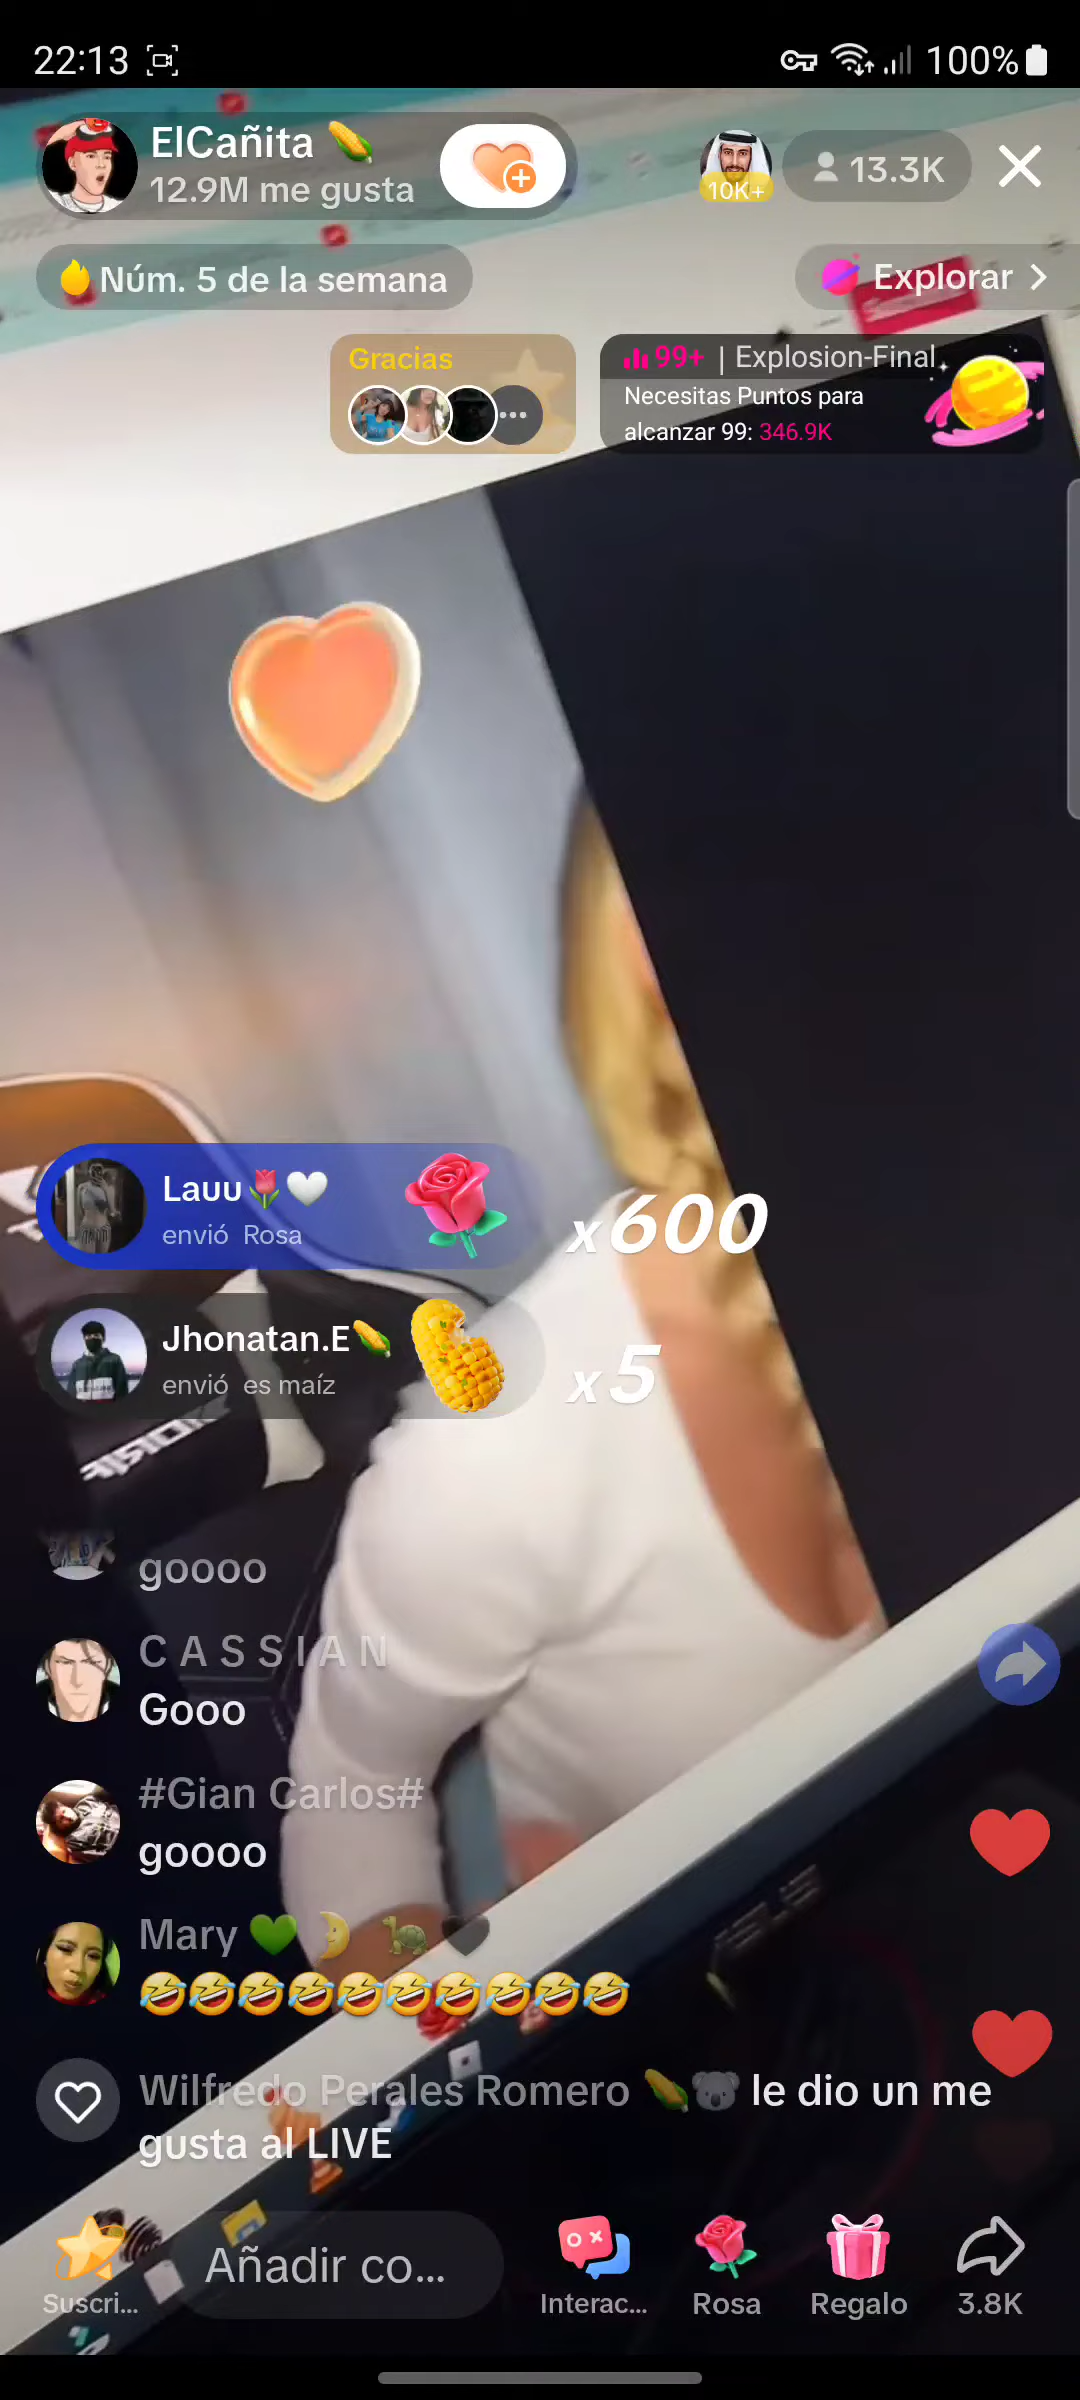 22:13
100%
ElCañita 🌽
12.9M me gusta
10K+
13.3K
Núm. 5 de la semana
Explorar
Gracias
99+ | Explosion-Final
Necesitas Puntos para
alcanzar 99: 346.9K
Lauu🌷🤍
envió Rosa
x600
Jhonatan.E🌽
envió es maíz
x5
goooo
C A S S I A N
Gooo
#Gian Carlos#
goooo
Mary 💚🌛🐢🖤
🤣🤣🤣🤣🤣🤣🤣🤣🤣🤣
Wilfredo Perales Romero 🌽🐨 le dio un me
gusta al LIVE
Suscri...
Añadir co...
Interac...
Rosa
Regalo
3.8K